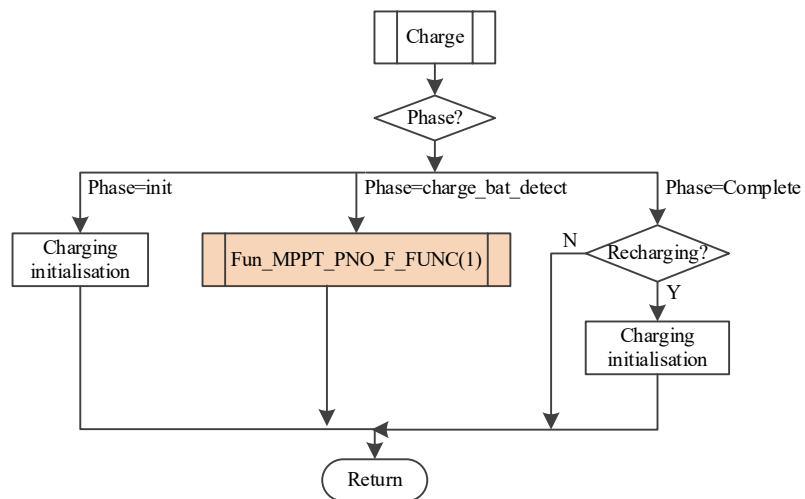 Charge
Phase?
Phase=init
Phase=charge_bat_detect
Phase=Complete
Charging
initialisation
Fun_MPPT_PNO_F_FUNC(1)
N
Recharging?
Y
Charging
initialisation
Return